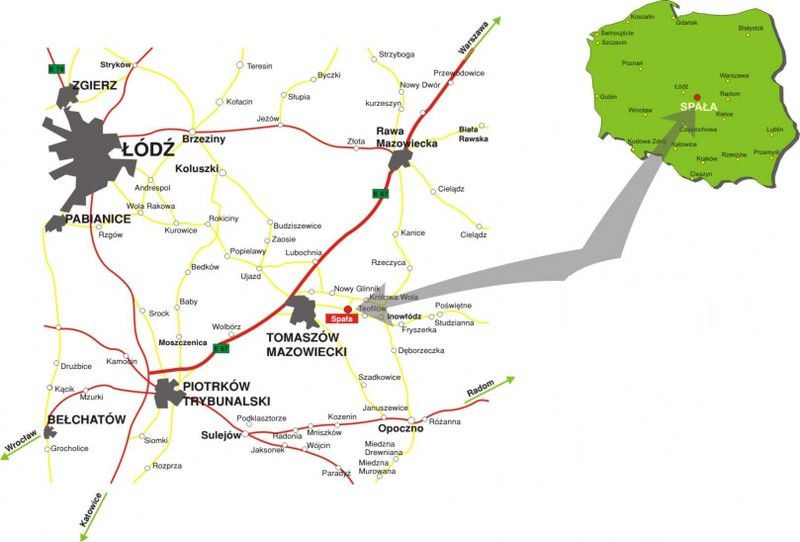 Warszawa
K 75
ZGIERZ
Stryków
Teresin
Kołacin
Słupia
Byczki
Strzyboga
Nowy Dwór
Przewodowice
kurzeszyn
ŁÓDŹ
Brzeziny
Jeżów
Złota
Rawa
Mazowiecka
Biała
Rawska
Koluszki
Andrespol
E 67
Cielądz
PABIANICE
Wola Rakowa
Rzgów
Kurowice
Rokiciny
Budziszewice
Zaosie
Kanice
Cielądz
Popielawy
Lubochnia
Bedków
Ujazd
Rzeczyca
Nowy Glinnik
Królowa Wola
Baby
Srock
Teofilów
Spała
Inowłódz
Poświętne
Studzianna
Fryszerka
Wolbórz
Moszczenica
E 67
TOMASZÓW
MAZOWIECKI
Dęborzeczka
Drużbice
Kamocin
Kącik
Mzurki
PIOTRKÓW
TRYBUNALSKI
Szadkowice
Radom
BEŁCHATÓW
Podklasztorze
Kozenin
Januszewice
Różanna
Opoczno
Sulejów
Radonia
Mniszków
Wrocław
Grocholice
Siomki
Jaksonek
Wójcin
Miedzna
Drewniana
Rozprza
Paradyż
Miedzna
Murowana
Katowice
Koszalin
Gdańsk
Świnoujście
Szczecin
Białystok
Poznań
Warszawa
Łódź
Gubin
Radom
SPAŁA
Wrocław
Kielce
Częstochowa
Lublin
Kudowa Zdrój
Katowice
Kraków
Rzeszów
Przemyśl
Cieszyn